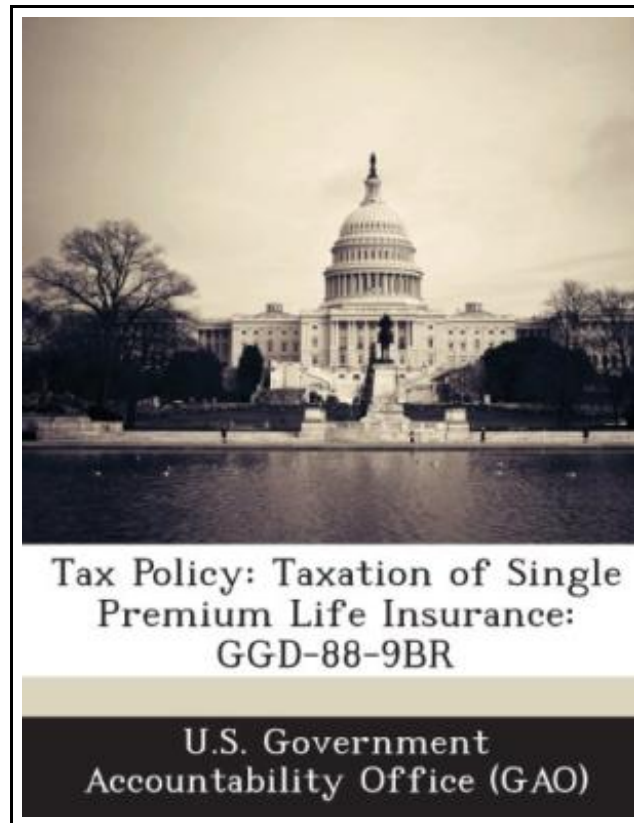 Tax Policy: Taxation of Single
Premium Life Insurance:
GGD-88-9BR
U.S. Government
Accountability Office (GAO)